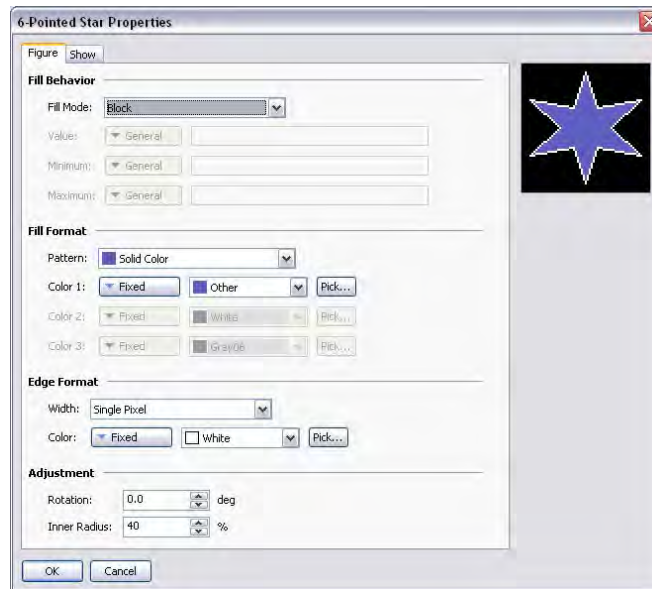 6-Pointed Star Properties
Figure Show
Fill Behavior
Fill Mode: Block
Value: General
Minimum: General
Maximum: General
Fill Format
Pattern: Solid Color
Color 1: Fixed Other Pick...
Color 2: Fixed White Pick...
Color 3: Fixed Gray06 Pick...
Edge Format
Width: Single Pixel
Color: Fixed White Pick...
Adjustment
Rotation: 0.0 deg
Inner Radius: 40 %
OK Cancel